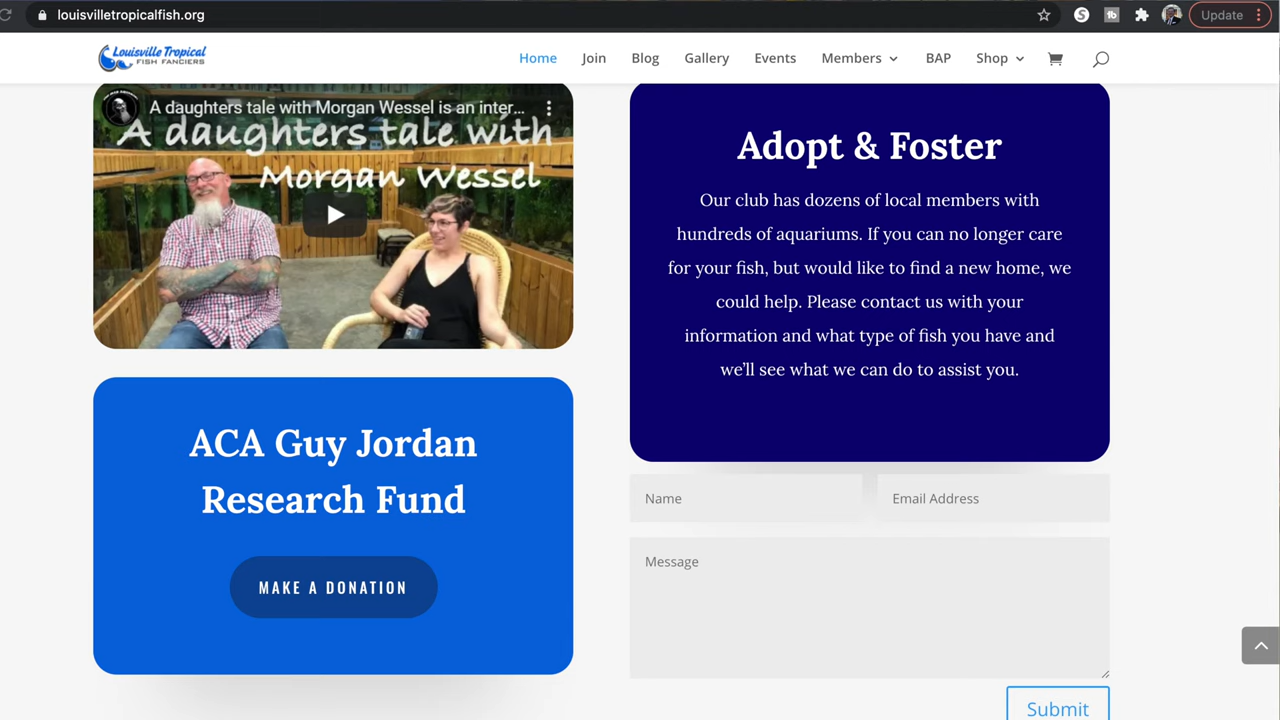 louisvilletropicalfish.org
Update
Louisville Tropical
FISH FANCIERS
Home
Join
Blog
Gallery
Events
Members
BAP
Shop
A daughters tale with Morgan Wessel is an inter...
A daughters tale with
Morgan Wessel
ACA Guy Jordan
Research Fund
MAKE A DONATION
Adopt & Foster
Our club has dozens of local members with
hundreds of aquariums. If you can no longer care
for your fish, but would like to find a new home, we
could help. Please contact us with your
information and what type of fish you have and
we'll see what we can do to assist you.
Name
Email Address
Message
Submit